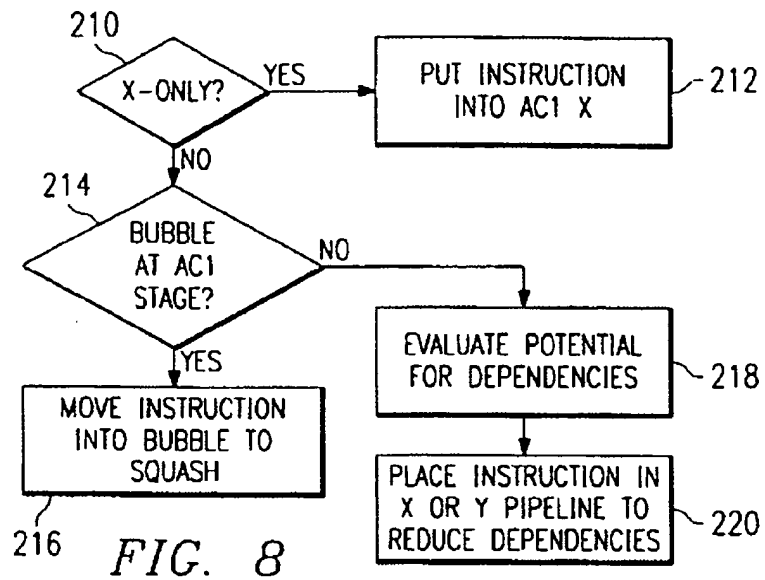 210
X-ONLY?
YES
PUT INSTRUCTION
INTO AC1 X
212
NO
214
BUBBLE
AT AC1
STAGE?
NO
YES
EVALUATE POTENTIAL
FOR DEPENDENCIES
218
MOVE INSTRUCTION
INTO BUBBLE TO
SQUASH
216
PLACE INSTRUCTION IN
X OR Y PIPELINE TO
REDUCE DEPENDENCIES
220
FIG. 8